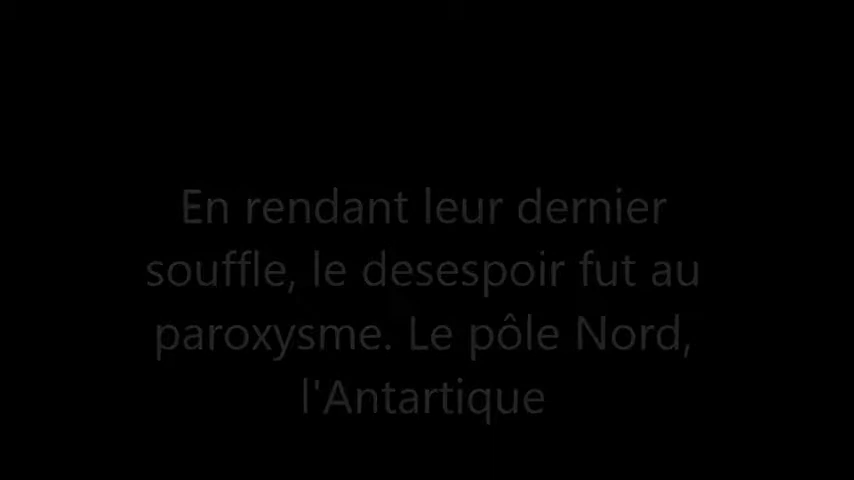 En rendant leur dernier
souffle, le desespoir fut au
paroxysme. Le pôle Nord,
l'Antartique